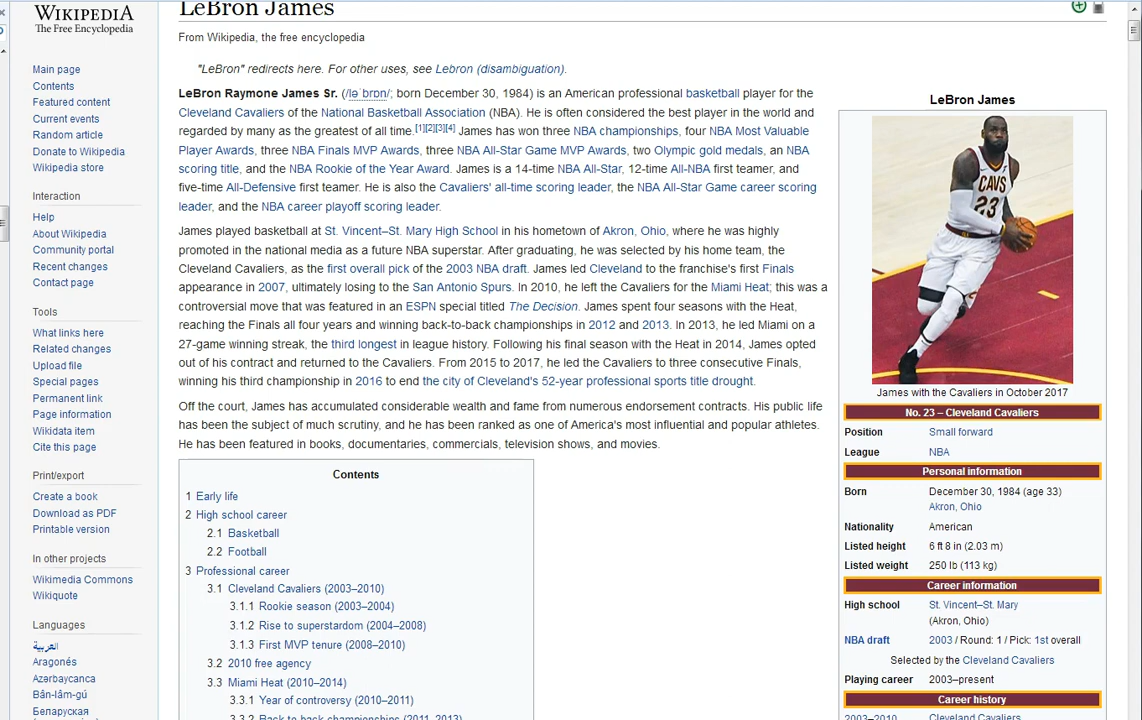 WIKIPEDIA
The Free Encyclopedia
Main page
Contents
Featured content
Current events
Random article
Donate to Wikipedia
Wikipedia store
Interaction
Help
About Wikipedia
Community portal
Recent changes
Contact page
Tools
What links here
Related changes
Upload file
Special pages
Permanent link
Page information
Wikidata item
Cite this page
Print/export
Create a book
Download as PDF
Printable version
In other projects
Wikimedia Commons
Wikiquote
Languages
العربية
Aragonés
Azərbaycanca
Bân-lâm-gú
Беларуская
LeBron James
From Wikipedia, the free encyclopedia
"LeBron" redirects here. For other uses, see Lebron (disambiguation).
LeBron Raymone James Sr. (/ləˈbrɒn/; born December 30, 1984) is an American professional basketball player for the
Cleveland Cavaliers of the National Basketball Association (NBA). He is often considered the best player in the world and
regarded by many as the greatest of all time.[1][2][3][4] James has won three NBA championships, four NBA Most Valuable
Player Awards, three NBA Finals MVP Awards, three NBA All-Star Game MVP Awards, two Olympic gold medals, an NBA
scoring title, and the NBA Rookie of the Year Award. James is a 14-time NBA All-Star, 12-time All-NBA first teamer, and
five-time All-Defensive first teamer. He is also the Cavaliers' all-time scoring leader, the NBA All-Star Game career scoring
leader, and the NBA career playoff scoring leader.
James played basketball at St. Vincent–St. Mary High School in his hometown of Akron, Ohio, where he was highly
promoted in the national media as a future NBA superstar. After graduating, he was selected by his home team, the
Cleveland Cavaliers, as the first overall pick of the 2003 NBA draft. James led Cleveland to the franchise's first Finals
appearance in 2007, ultimately losing to the San Antonio Spurs. In 2010, he left the Cavaliers for the Miami Heat; this was a
controversial move that was featured in an ESPN special titled The Decision. James spent four seasons with the Heat,
reaching the Finals all four years and winning back-to-back championships in 2012 and 2013. In 2013, he led Miami on a
27-game winning streak, the third longest in league history. Following his final season with the Heat in 2014, James opted
out of his contract and returned to the Cavaliers. From 2015 to 2017, he led the Cavaliers to three consecutive Finals,
winning his third championship in 2016 to end the city of Cleveland's 52-year professional sports title drought.
Off the court, James has accumulated considerable wealth and fame from numerous endorsement contracts. His public life
has been the subject of much scrutiny, and he has been ranked as one of America's most influential and popular athletes.
He has been featured in books, documentaries, commercials, television shows, and movies.
Contents
1 Early life
2 High school career
2.1 Basketball
2.2 Football
3 Professional career
3.1 Cleveland Cavaliers (2003–2010)
3.1.1 Rookie season (2003–2004)
3.1.2 Rise to superstardom (2004–2008)
3.1.3 First MVP tenure (2008–2010)
3.2 2010 free agency
3.3 Miami Heat (2010–2014)
3.3.1 Year of controversy (2010–2011)
3.3.2 Back to back championships (2011–2013)
LeBron James
CAVS
23
James with the Cavaliers in October 2017
No. 23 – Cleveland Cavaliers
Position Small forward
League NBA
Personal information
Born December 30, 1984 (age 33)
Akron, Ohio
Nationality American
Listed height 6 ft 8 in (2.03 m)
Listed weight 250 lb (113 kg)
Career information
High school St. Vincent–St. Mary
(Akron, Ohio)
NBA draft 2003 / Round: 1 / Pick: 1st overall
Selected by the Cleveland Cavaliers
Playing career 2003–present
Career history
2003–2010 Cleveland Cavaliers